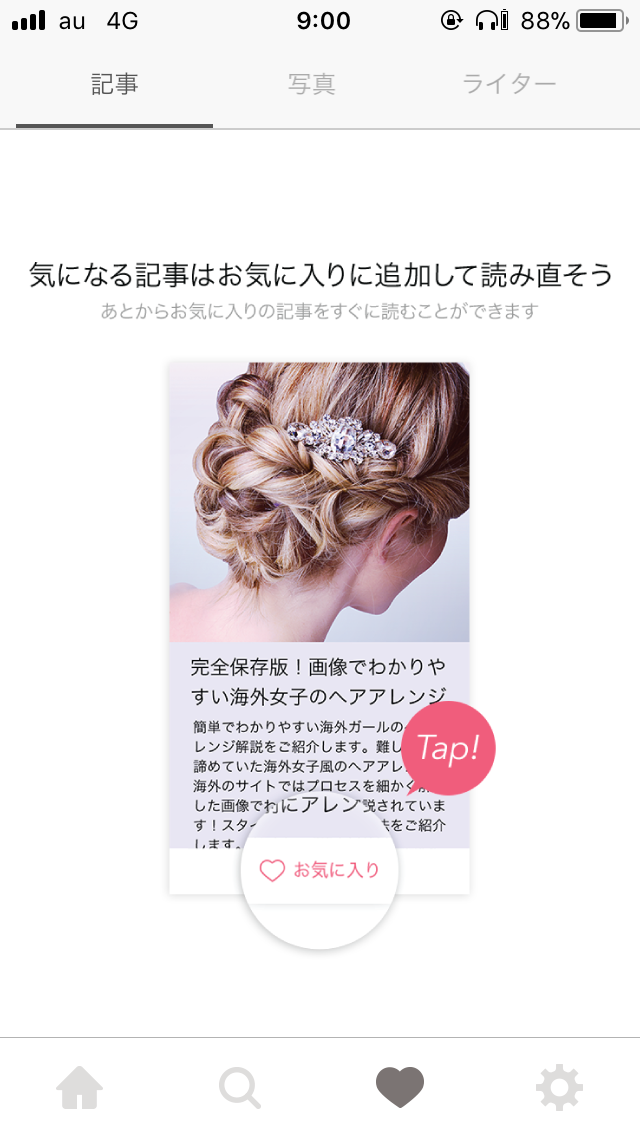 au 4G 9:00 88%
記事 写真 ライター
気になる記事はお気に入りに追加して読み直そう
あとからお気に入りの記事をすぐに読むことができます
完全保存版！画像でわかりや
すい海外女子のヘアアレンジ
簡単でわかりやすい海外ガールの
レンジ解説をご紹介します。難し
Tap!
諦めていた海外女子風のヘアアレ
海外のサイトではプロセスを細かく
した画像で
にアレン
説されていま
す！スタ
をご紹介
します。
お気に入り